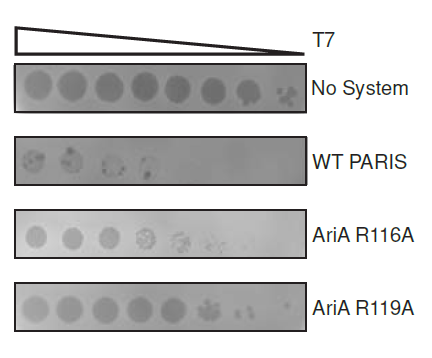 T7
No System
WT PARIS
AriA R116A
AriA R119A